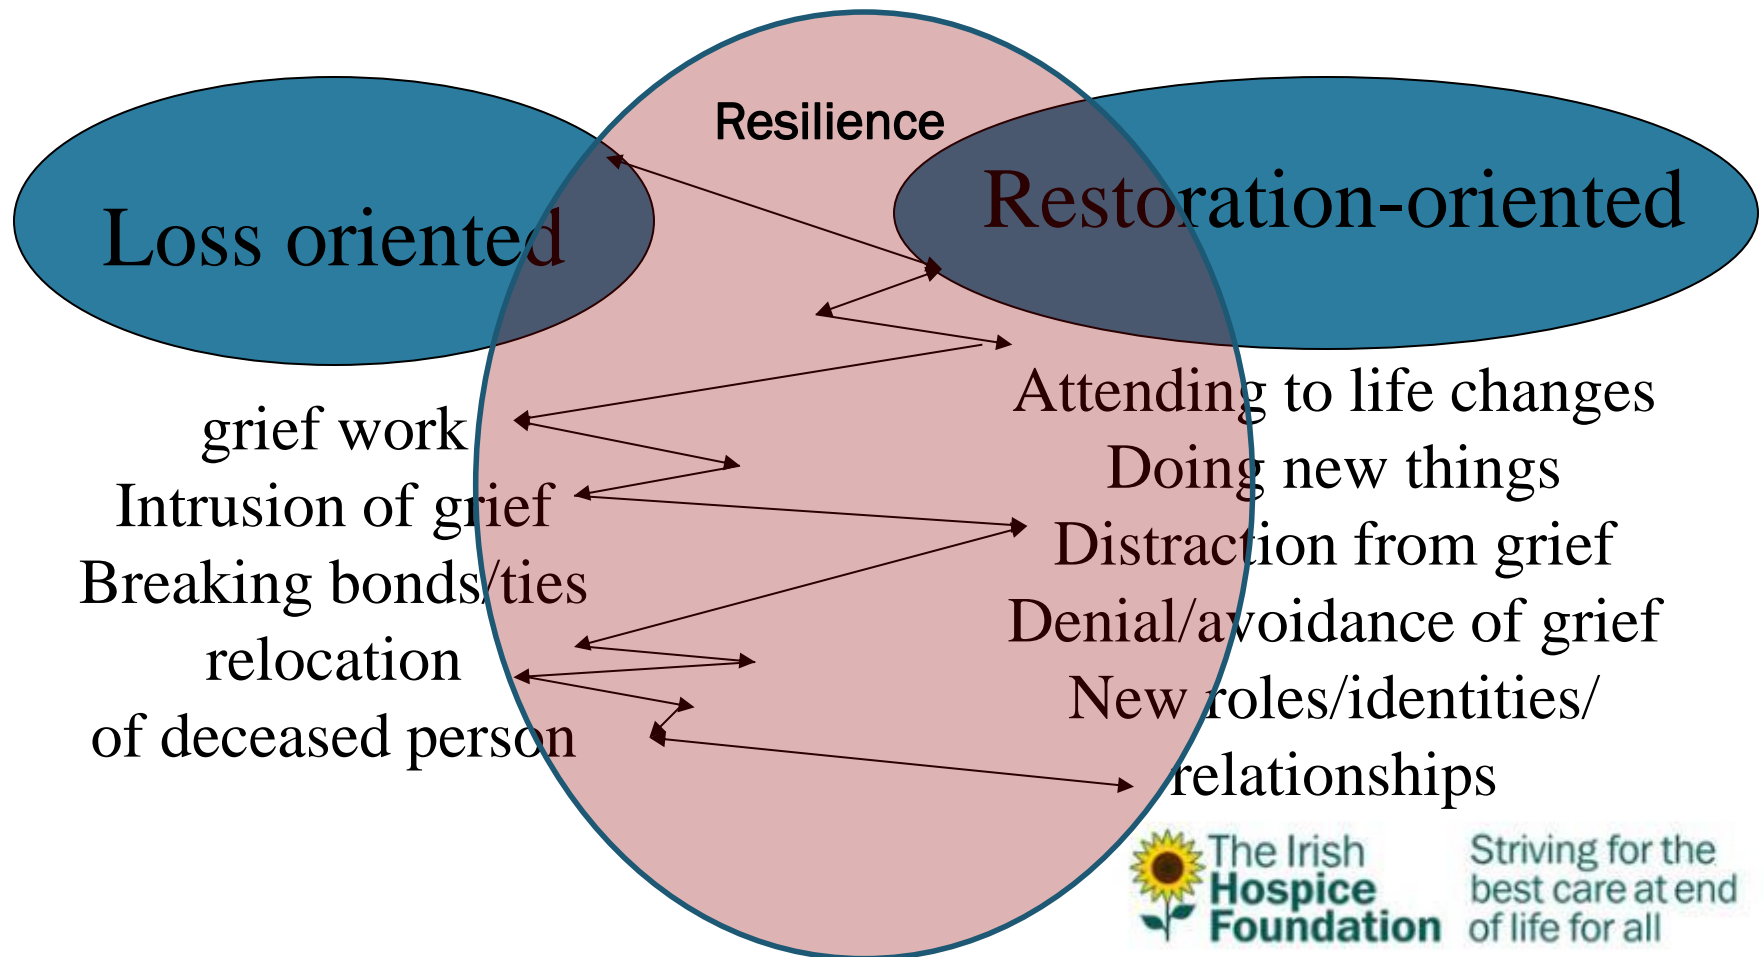 Resilience
Loss oriented
Restoration-oriented
grief work
Intrusion of grief
Breaking bonds/ties
relocation
of deceased person
Attending to life changes
Doing new things
Distraction from grief
Denial/avoidance of grief
New roles/identities/
relationships
The Irish
Hospice
Foundation
Striving for the
best care at end
of life for all